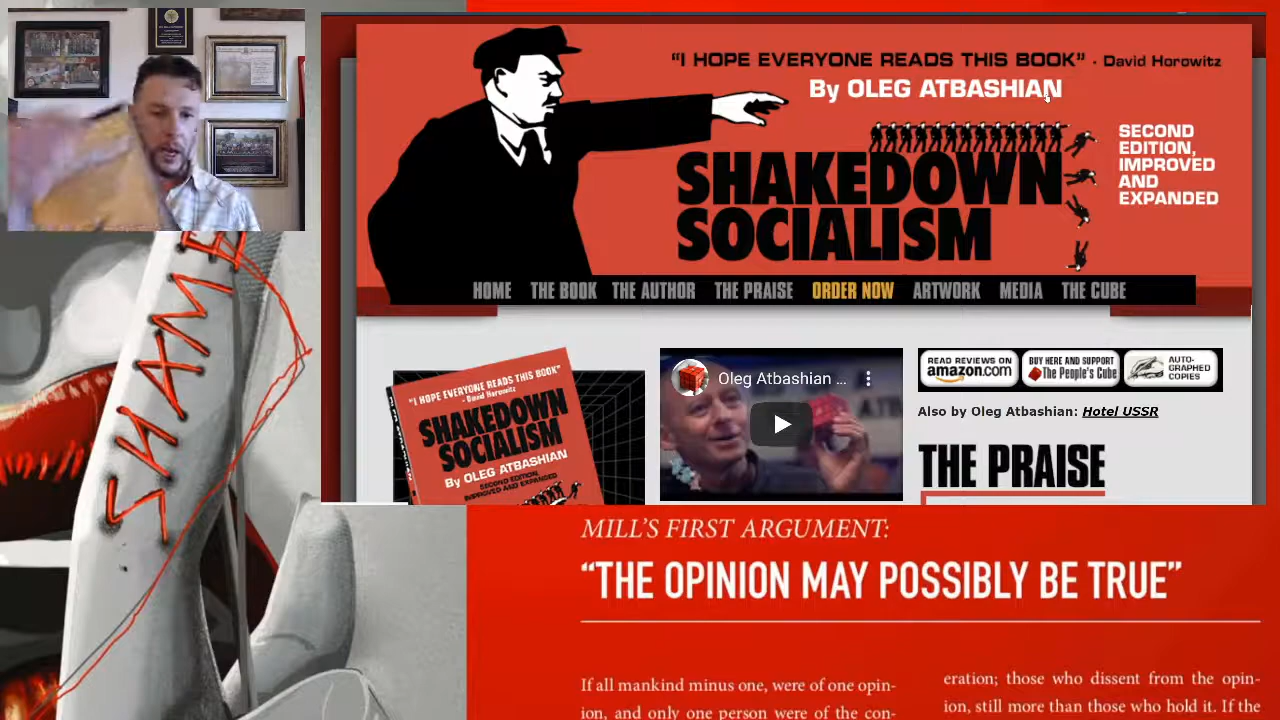 "I HOPE EVERYONE READS THIS BOOK" - David Horowitz
By OLEG ATBASHIAN
SHAKEDOWN
SOCIALISM
SECOND
EDITION,
IMPROVED
AND
EXPANDED
HOME THE BOOK THE AUTHOR THE PRAISE ORDER NOW ARTWORK MEDIA THE CUBE
"I HOPE EVERYONE READS THIS BOOK"
- David Horowitz
SHAKEDOWN
SOCIALISM
By OLEG ATBASHIAN
SECOND EDITION,
IMPROVED AND EXPANDED
Oleg Atbashian ...
READ REVIEWS ON
amazon.com
BUY HERE AND SUPPORT
The People's Cube
AUTO-
GRAPHED
COPIES
Also by Oleg Atbashian: Hotel USSR
THE PRAISE
SHAME
MILL'S FIRST ARGUMENT:
"THE OPINION MAY POSSIBLY BE TRUE"
If all mankind minus one, were of one opin-
ion, and only one person were of the con-
eration; those who dissent from the opin-
ion, still more than those who hold it. If the